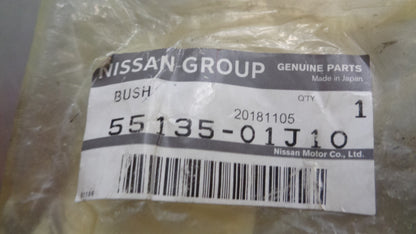 NISSAN GROUP GENUINE PARTS
Made in Japan
BUSH QTY 1
20181105
55135-01J10
Nissan Motor Co., Ltd.